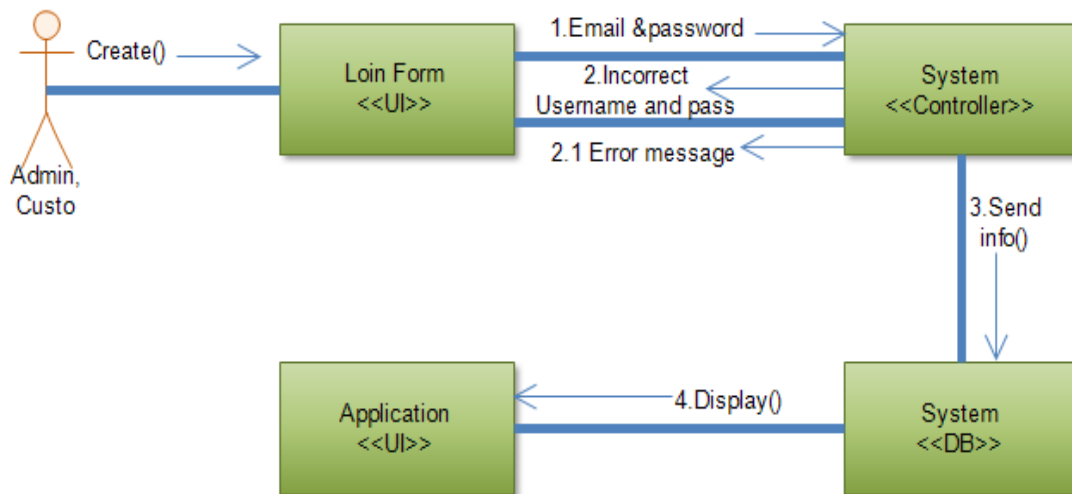 Create()
Admin,
Custo
Loin Form
<<UI>>
1.Email &password
2.Incorrect
Username and pass
2.1 Error message
System
<<Controller>>
3.Send
info()
Application
<<UI>>
4.Display()
System
<<DB>>